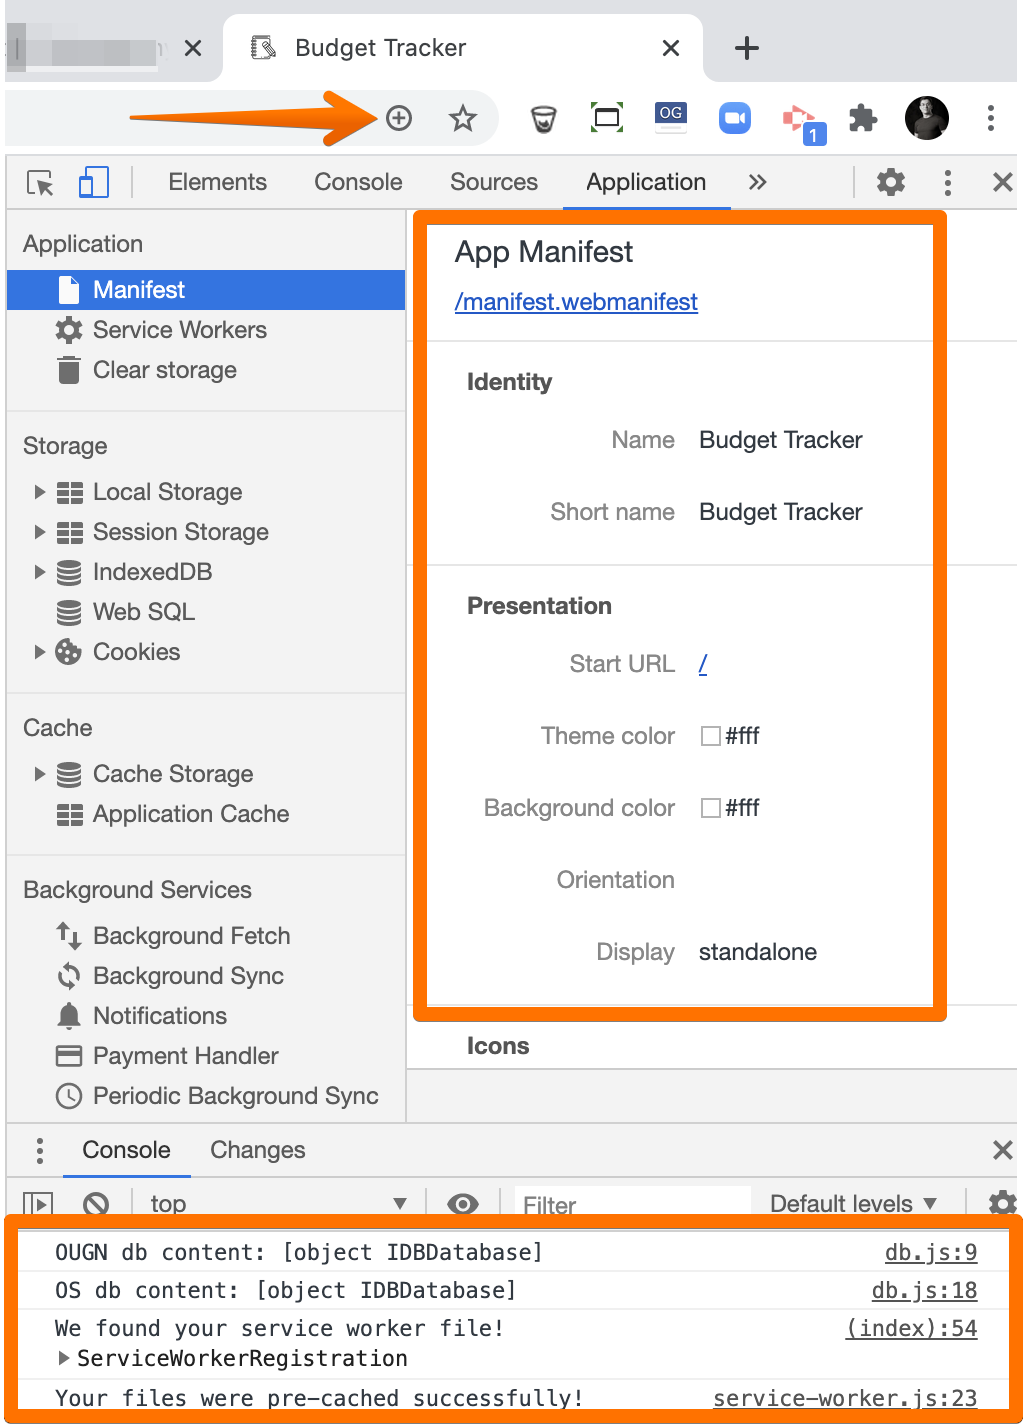 Budget Tracker
OG
1
Elements Console Sources Application »
Application
Manifest
Service Workers
Clear storage
Storage
Local Storage
Session Storage
IndexedDB
Web SQL
Cookies
Cache
Cache Storage
Application Cache
Background Services
Background Fetch
Background Sync
Notifications
Payment Handler
Periodic Background Sync
App Manifest
/manifest.webmanifest
Identity
Name Budget Tracker
Short name Budget Tracker
Presentation
Start URL /
Theme color #fff
Background color #fff
Orientation
Display standalone
Icons
Console Changes
top Filter Default levels ▼
OUGN db content: [object IDBDatabase] db.js:9
OS db content: [object IDBDatabase] db.js:18
We found your service worker file! (index):54
ServiceWorkerRegistration
Your files were pre-cached successfully! service-worker.js:23